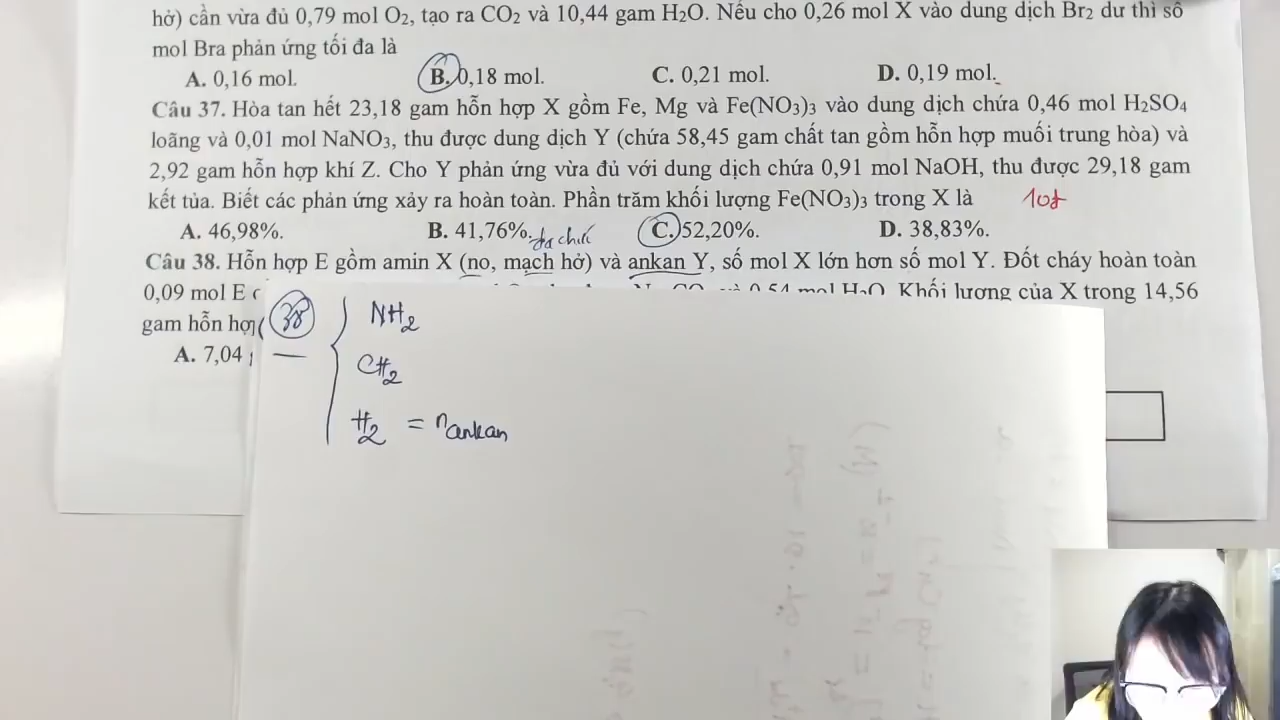 hở) cần vừa đủ 0,79 mol O₂, tạo ra CO₂ và 10,44 gam H₂O. Nếu cho 0,26 mol X vào dung dịch Br₂ dư thì số
mol Bra phản ứng tối đa là
A. 0,16 mol. B. 0,18 mol. C. 0,21 mol. D. 0,19 mol.
Câu 37. Hòa tan hết 23,18 gam hỗn hợp X gồm Fe, Mg và Fe(NO₃)₃ vào dung dịch chứa 0,46 mol H₂SO₄
loãng và 0,01 mol NaNO₃, thu được dung dịch Y (chứa 58,45 gam chất tan gồm hỗn hợp muối trung hòa) và
2,92 gam hỗn hợp khí Z. Cho Y phản ứng vừa đủ với dung dịch chứa 0,91 mol NaOH, thu được 29,18 gam
kết tủa. Biết các phản ứng xảy ra hoàn toàn. Phần trăm khối lượng Fe(NO₃)₃ trong X là
A. 46,98%. B. 41,76%. đa chức C. 52,20%. D. 38,83%.
Câu 38. Hỗn hợp E gồm amin X (no, mạch hở) và ankan Y, số mol X lớn hơn số mol Y. Đốt cháy hoàn toàn
0,09 mol E 0,54 mol H₂O. Khối lượng của X trong 14,56
gam hỗn hợ
A. 7,04
38
NH₂
CH₂
H₂ = nankan